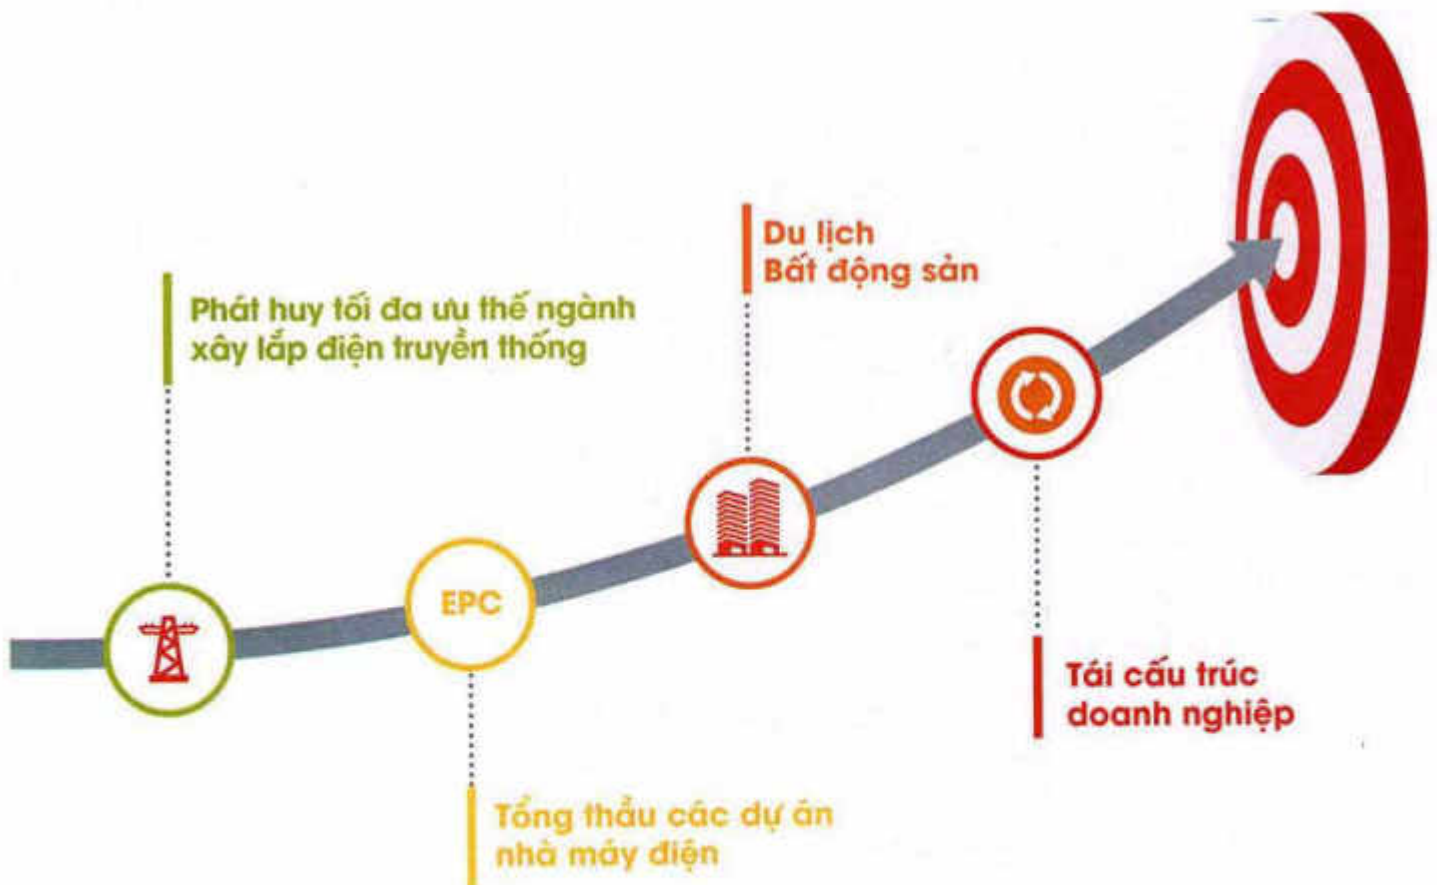 Phát huy tối đa ưu thế ngành
xây lắp điện truyền thống
EPC
Tổng thầu các dự án
nhà máy điện
Du lịch
Bất động sản
Tái cấu trúc
doanh nghiệp